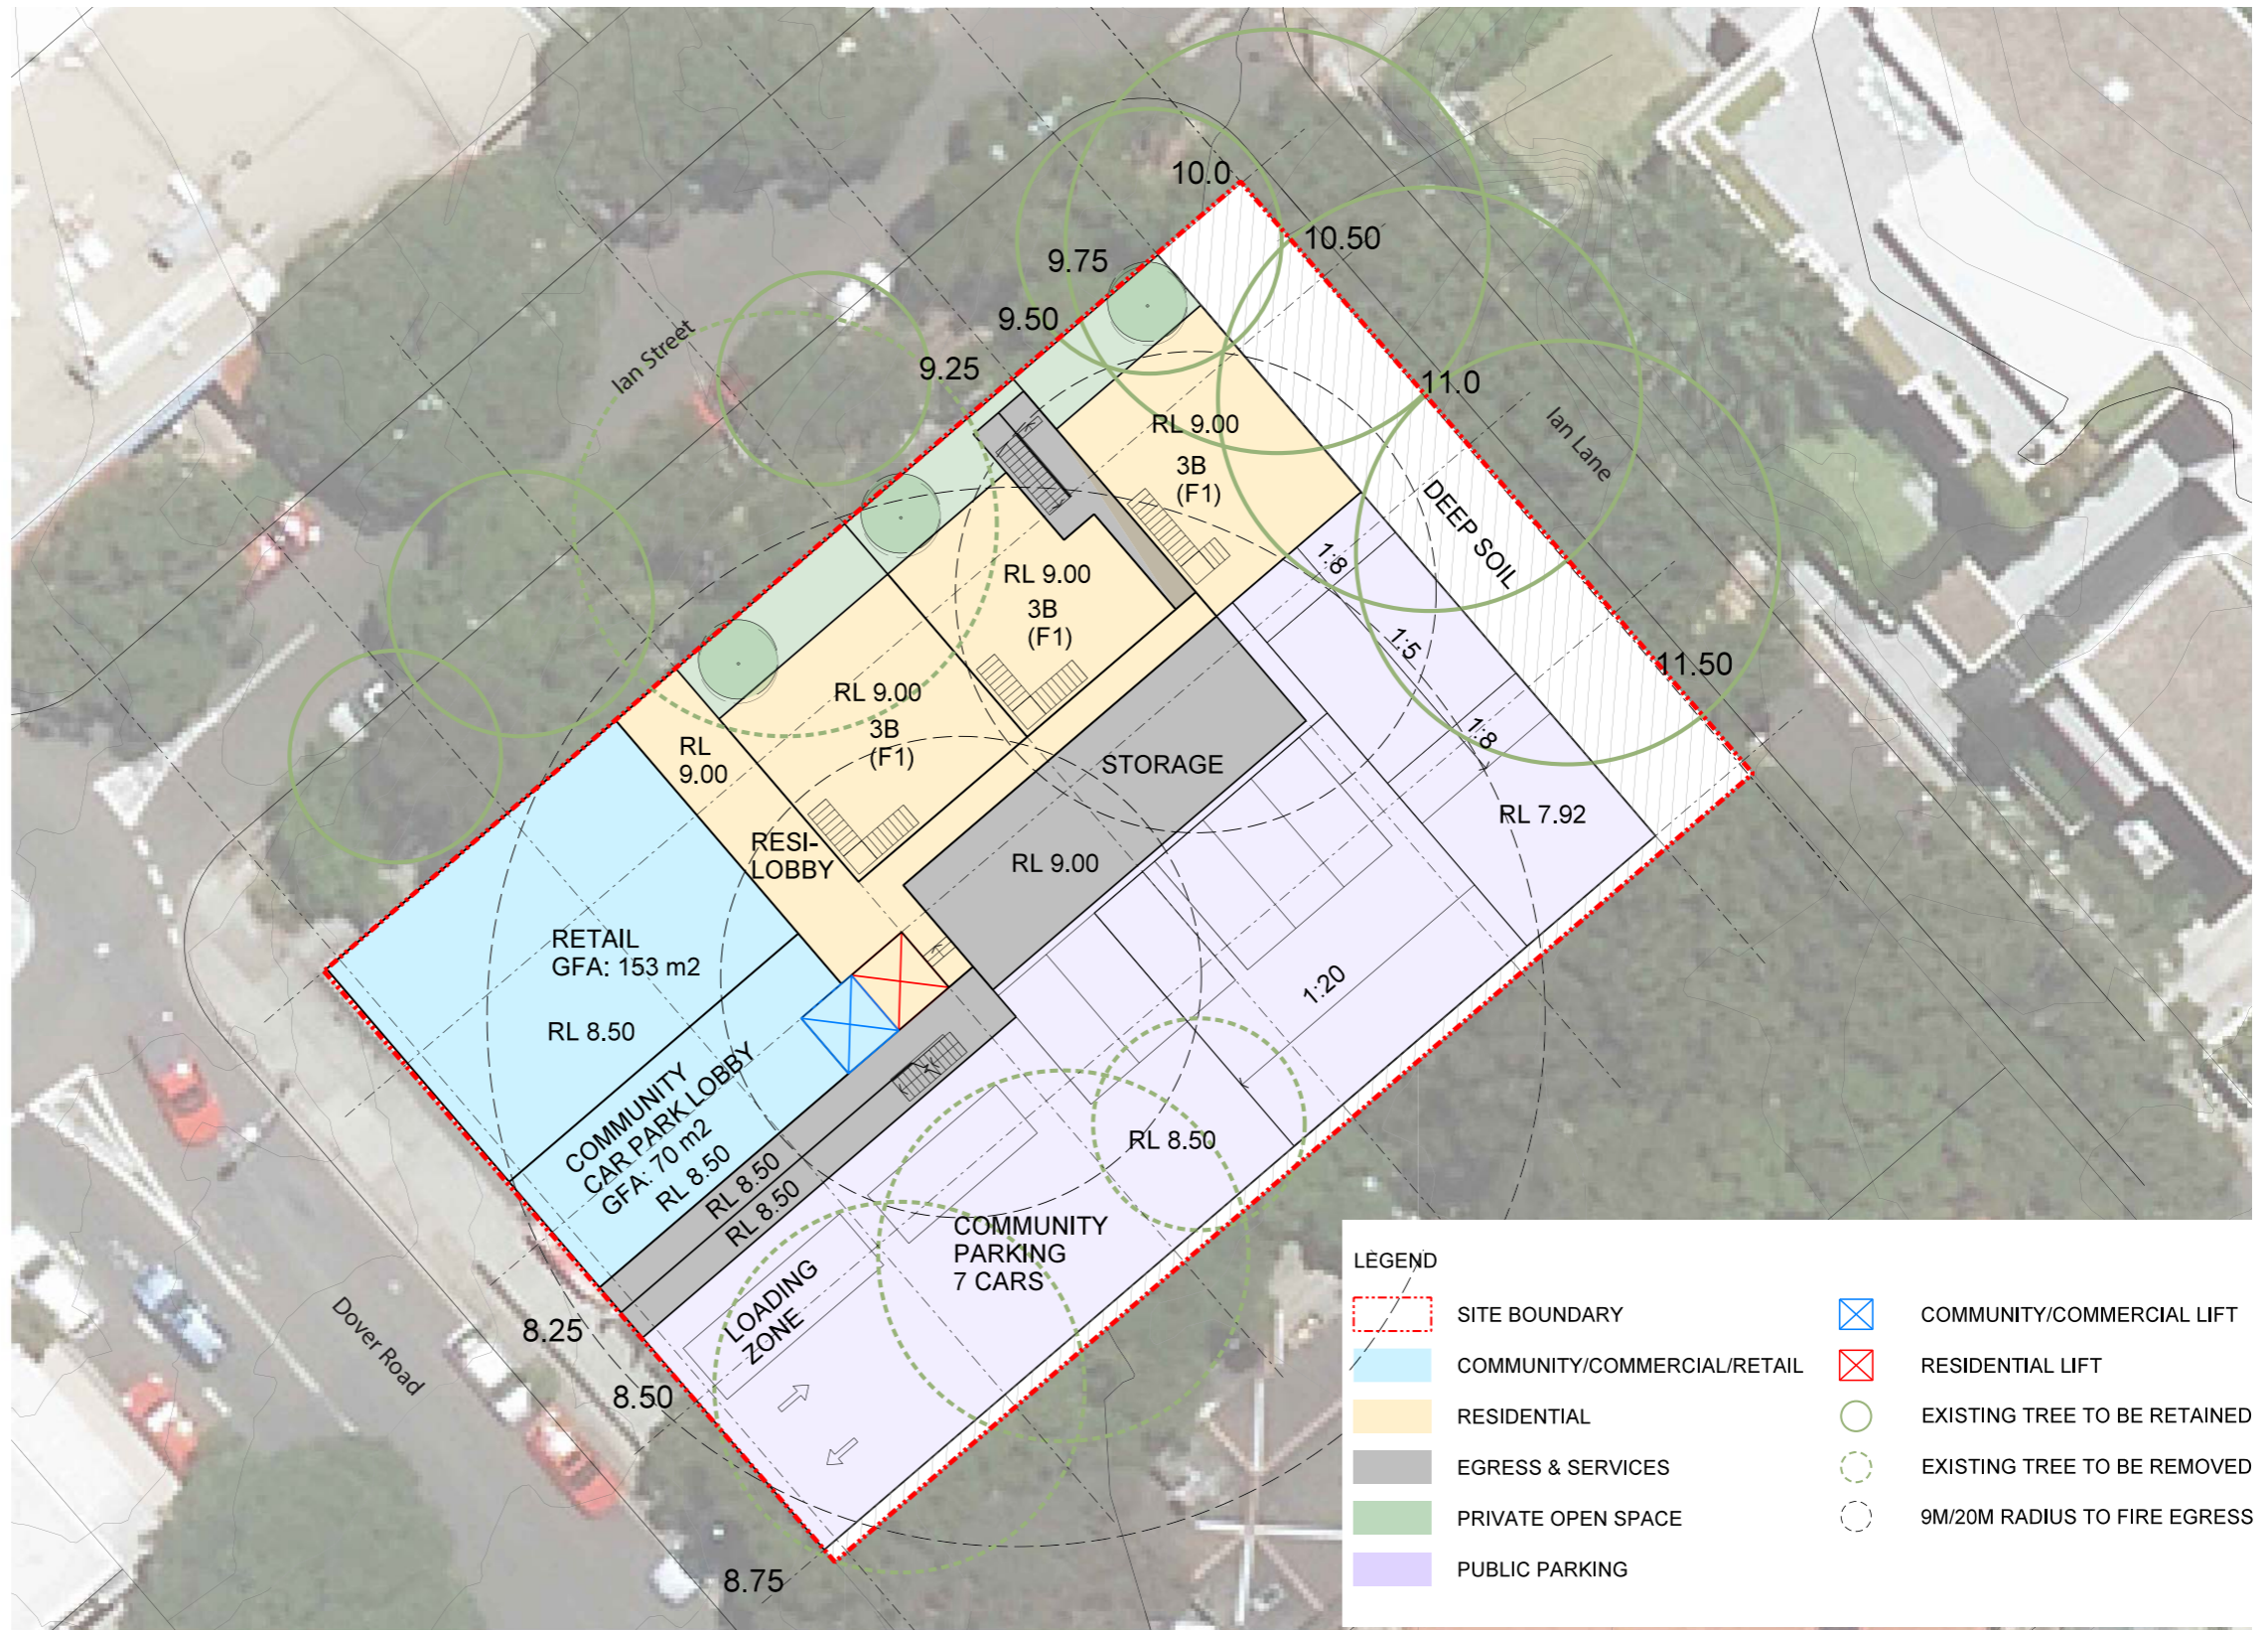 10.0
10.50
9.75
9.50
9.25
11.0
11.50
Ian Street
Ian Lane
RL 9.00
3B
(F1)
DEEP SOIL
1:8
1:5
1:8
RL 9.00
3B
(F1)
RL 9.00
3B
(F1)
RL
9.00
RESI-
LOBBY
STORAGE
RL 9.00
RL 7.92
1:20
RETAIL
GFA: 153 m2
RL 8.50
COMMUNITY
CAR PARK LOBBY
GFA: 70 m2
RL 8.50
RL 8.50
RL 8.50
RL 8.50
COMMUNITY
PARKING
7 CARS
LOADING
ZONE
Dover Road
8.25
8.50
8.75
LEGEND
SITE BOUNDARY
COMMUNITY/COMMERCIAL/RETAIL
RESIDENTIAL
EGRESS & SERVICES
PRIVATE OPEN SPACE
PUBLIC PARKING
COMMUNITY/COMMERCIAL LIFT
RESIDENTIAL LIFT
EXISTING TREE TO BE RETAINED
EXISTING TREE TO BE REMOVED
9M/20M RADIUS TO FIRE EGRESS